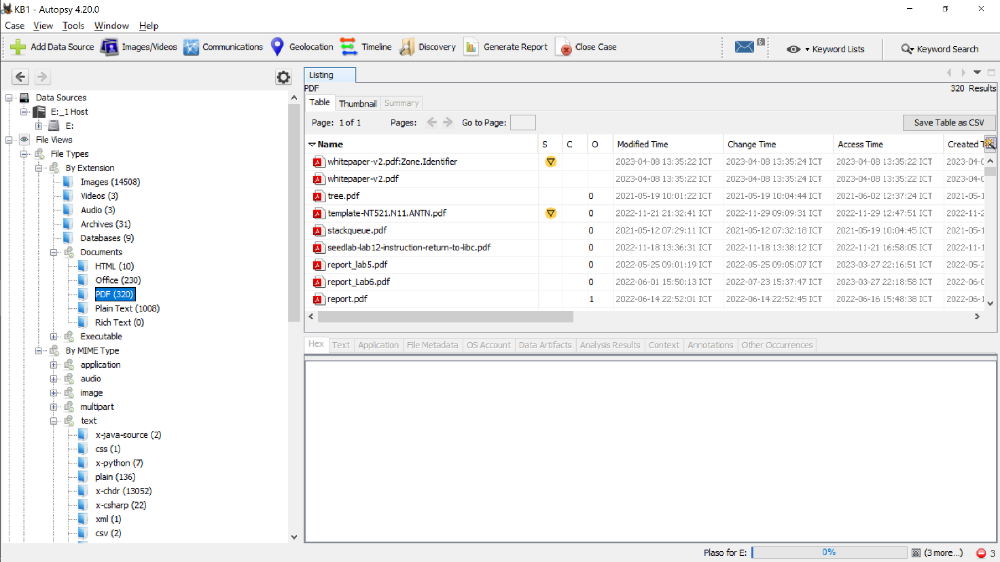 KB1 - Autopsy 4.20.0
Case View Tools Window Help
Add Data Source Images/Videos Communications Geolocation Timeline Discovery Generate Report Close Case 6 Keyword Lists Keyword Search
Data Sources
E:_1 Host
E:
File Views
File Types
By Extension
Images (14508)
Videos (3)
Audio (3)
Archives (31)
Databases (9)
Documents
HTML (10)
Office (230)
PDF (320)
Plain Text (1008)
Rich Text (0)
Executable
By MIME Type
application
audio
image
multipart
text
x-java-source (2)
css (1)
x-python (7)
plain (136)
x-chdr (13052)
x-csharp (22)
xml (1)
csv (2)
Listing
PDF 320 Results
Table Thumbnail Summary
Page: 1 of 1 Pages: Go to Page: Save Table as CSV
Name S C O Modified Time Change Time Access Time Created T
whitepaper-v2.pdf:Zone.Identifier 2023-04-08 13:35:22 ICT 2023-04-08 13:35:24 ICT 2023-04-08 13:35:22 ICT 2023-04-0
whitepaper-v2.pdf 2023-04-08 13:35:22 ICT 2023-04-08 13:35:24 ICT 2023-04-08 13:35:22 ICT 2023-04-0
tree.pdf 0 2021-05-19 10:01:22 ICT 2021-05-19 10:04:44 ICT 2021-06-02 12:37:24 ICT 2021-05-1
template-NT521.N11.ANTN.pdf 0 2022-11-21 21:32:41 ICT 2022-11-29 09:09:31 ICT 2022-11-29 12:47:51 ICT 2022-11-2
stackqueue.pdf 0 2021-05-12 07:29:11 ICT 2021-05-12 07:32:18 ICT 2021-05-19 10:04:45 ICT 2021-05-1
seedlab-lab12-instruction-return-to-libc.pdf 0 2022-11-18 13:36:31 ICT 2022-11-18 13:38:12 ICT 2022-11-21 16:58:05 ICT 2022-11-1
report_lab5.pdf 0 2022-05-25 09:01:19 ICT 2022-05-25 09:05:07 ICT 2023-03-27 22:16:51 ICT 2022-05-2
report_Lab6.pdf 0 2022-06-01 15:50:13 ICT 2022-07-23 15:37:47 ICT 2023-03-27 22:18:58 ICT 2022-06-0
report.pdf 1 2022-06-14 22:52:01 ICT 2022-06-14 22:52:45 ICT 2022-06-16 15:48:38 ICT 2022-06-1
Hex Text Application File Metadata OS Account Data Artifacts Analysis Results Context Annotations Other Occurrences
Plaso for E: 0% (3 more...) 3